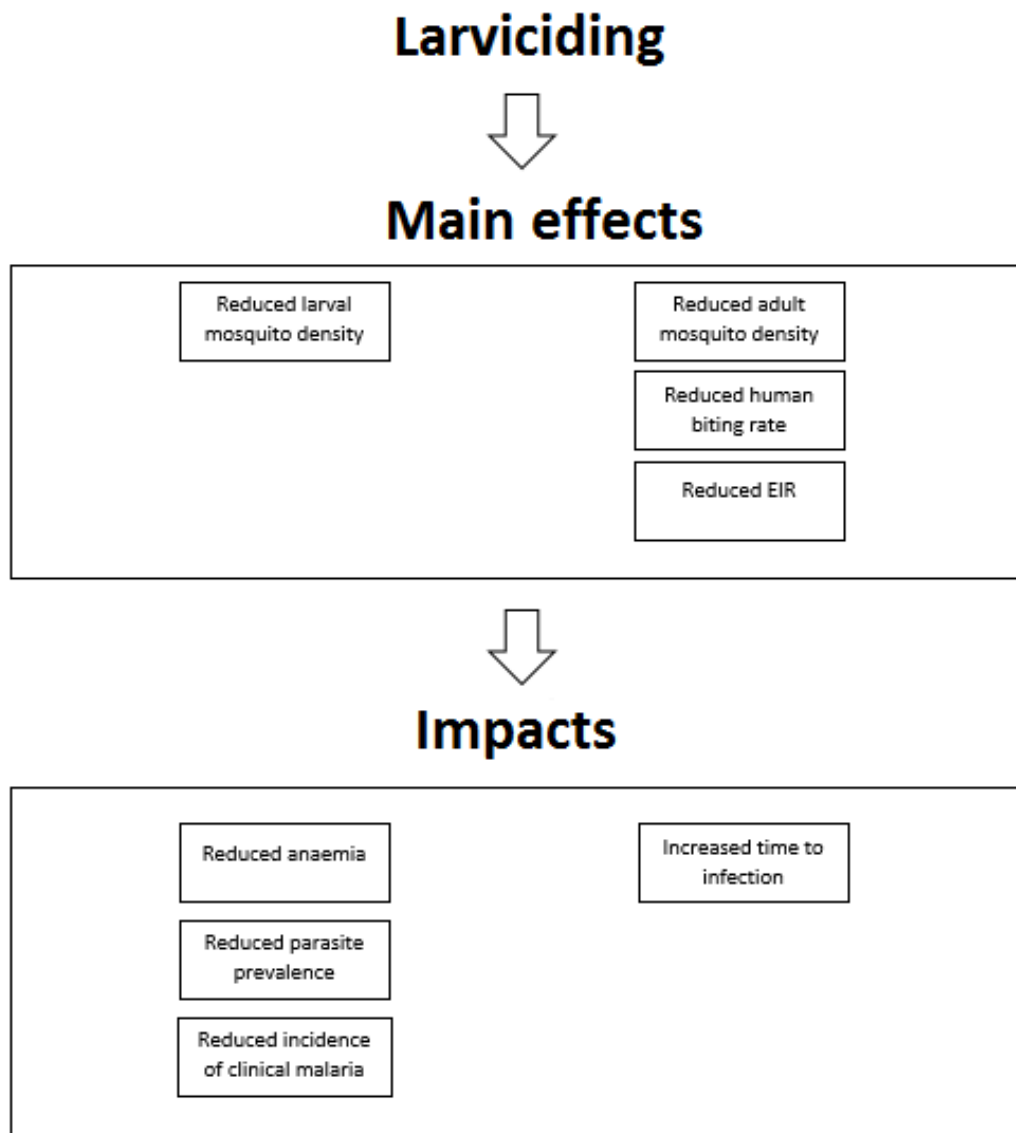 Larviciding
Main effects
Reduced larval
mosquito density
Reduced adult
mosquito density
Reduced human
biting rate
Reduced EIR
Impacts
Reduced anaemia
Reduced parasite
prevalence
Reduced incidence
of clinical malaria
Increased time to
infection